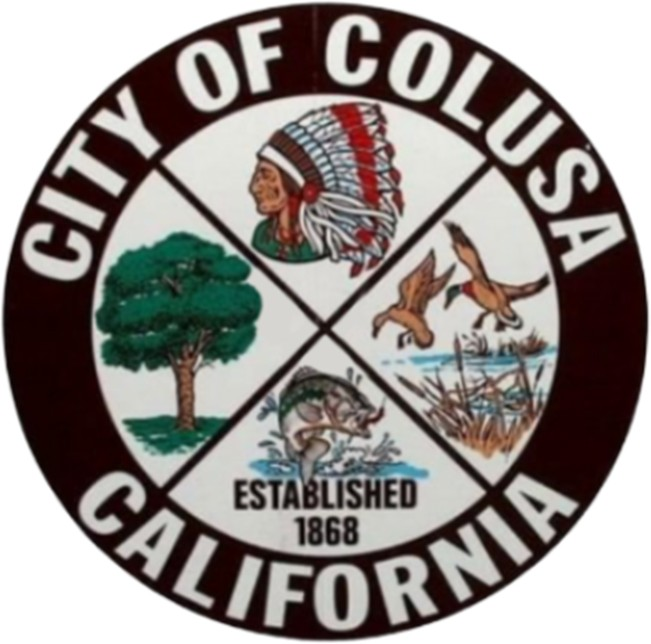 CITY OF COLUSA
ESTABLISHED
1868
CALIFORNIA